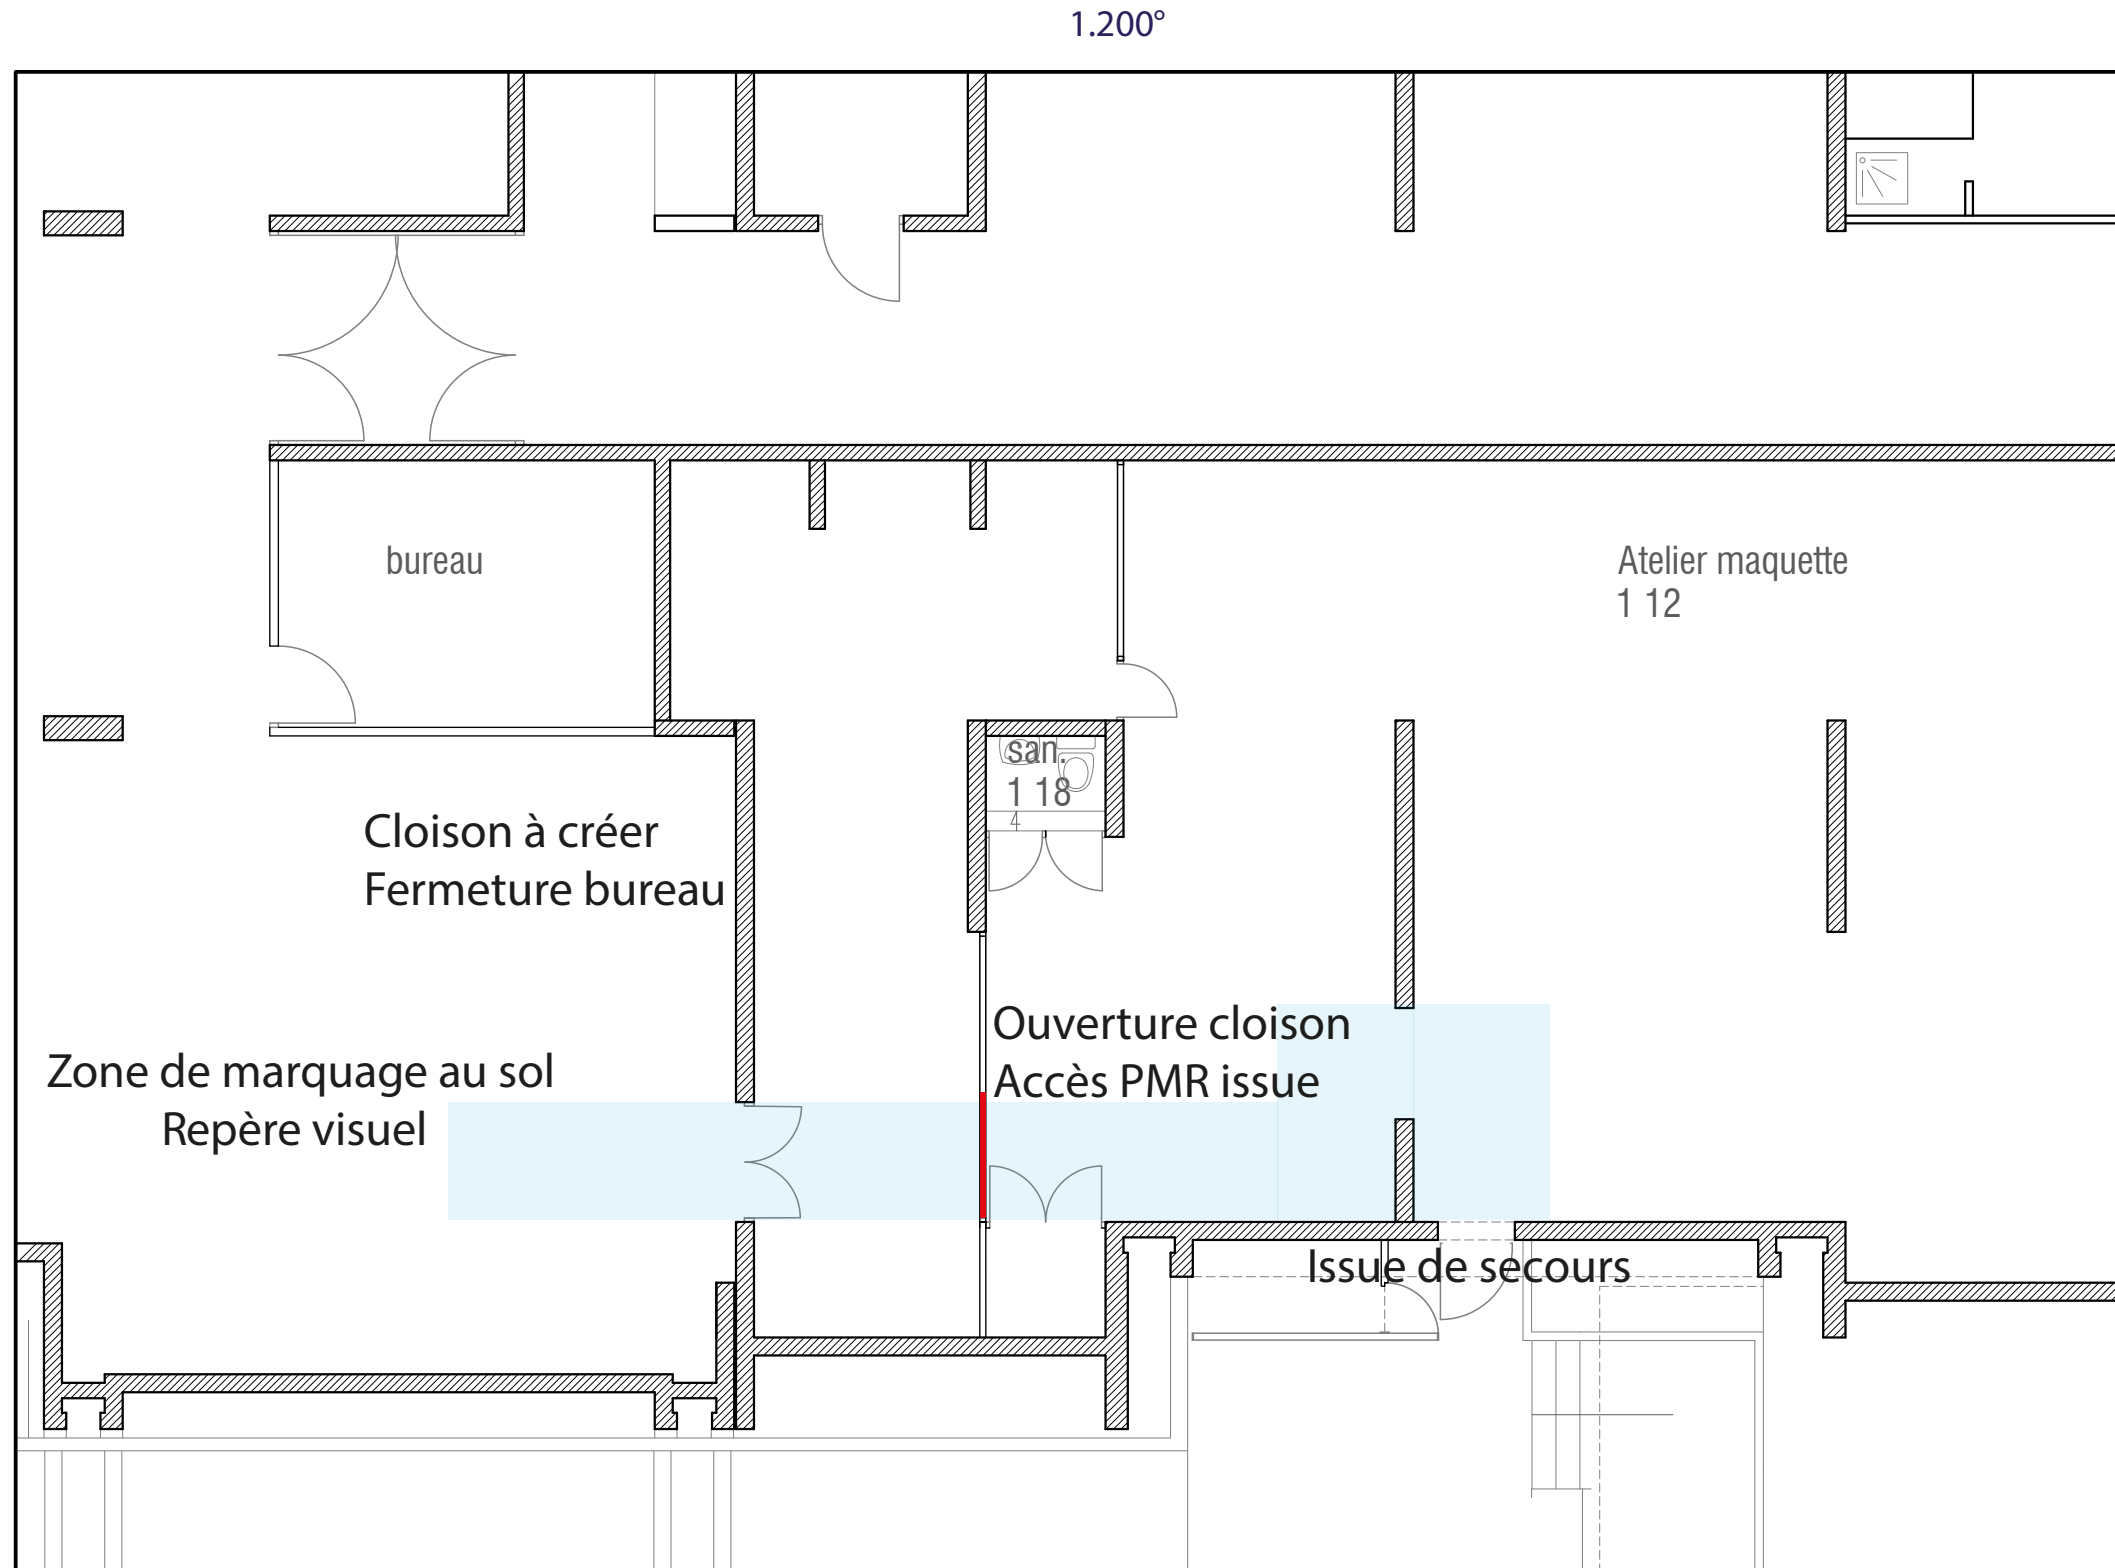 1.200°
bureau
Atelier maquette
1 12
san.
1 18
4
Cloison à créer
Fermeture bureau
Ouverture cloison
Accès PMR issue
Zone de marquage au sol
Repère visuel
Issue de secours